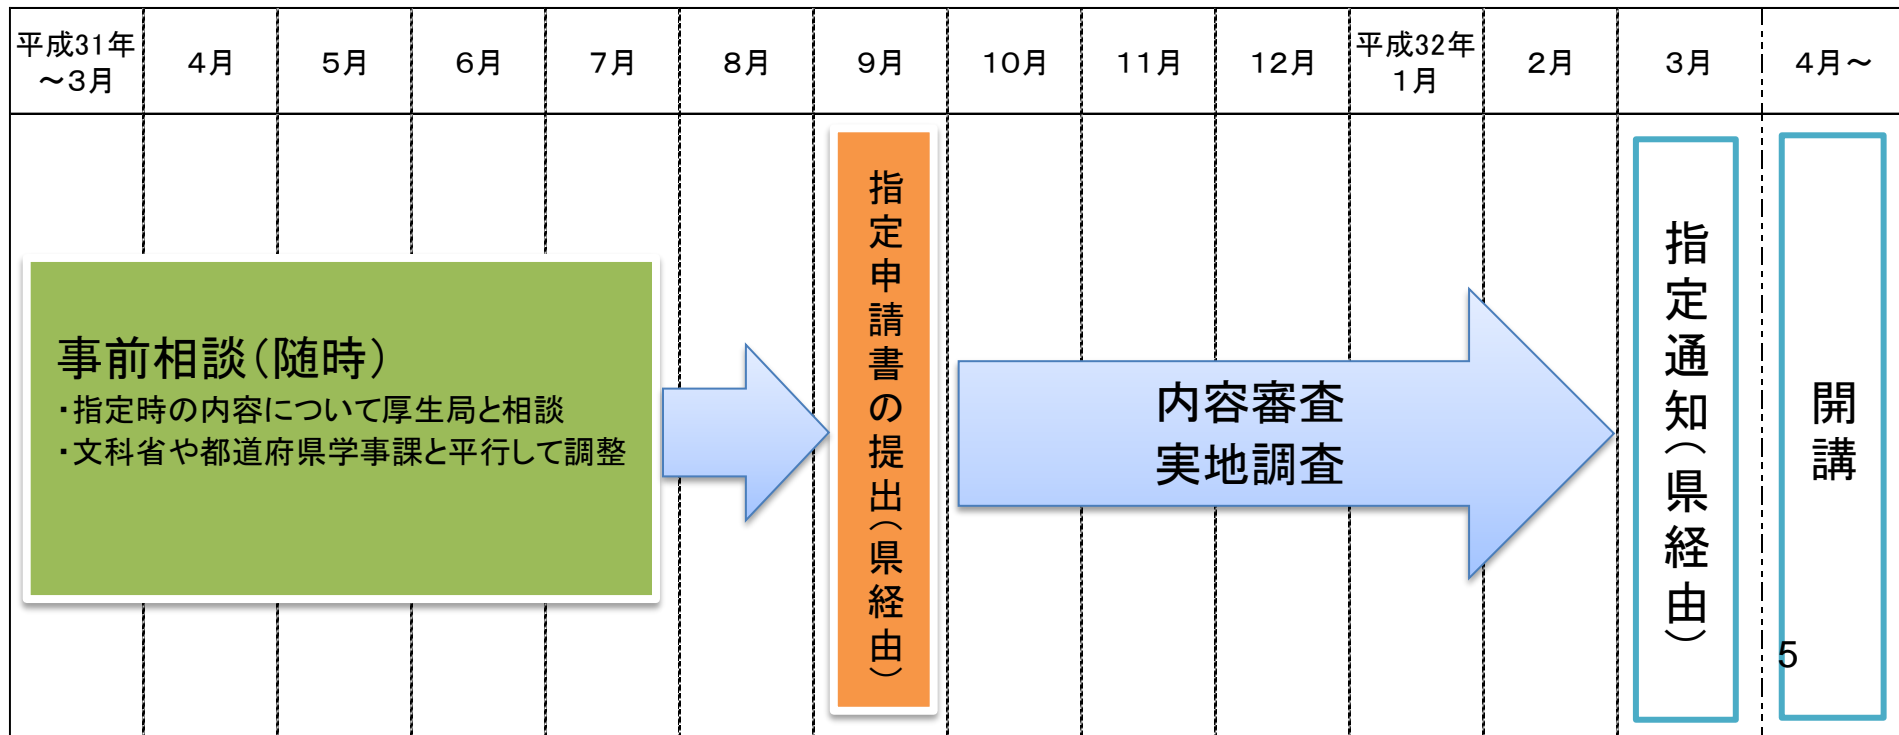 平成31年
～3月
4月
5月
6月
7月
8月
9月
10月
11月
12月
平成32年
1月
2月
3月
4月～
事前相談（随時）
・指定時の内容について厚生局と相談
・文科省や都道府県学事課と平行して調整
指定申請書の提出（県経由）
内容審査
実地調査
指定通知（県経由）
開講
5